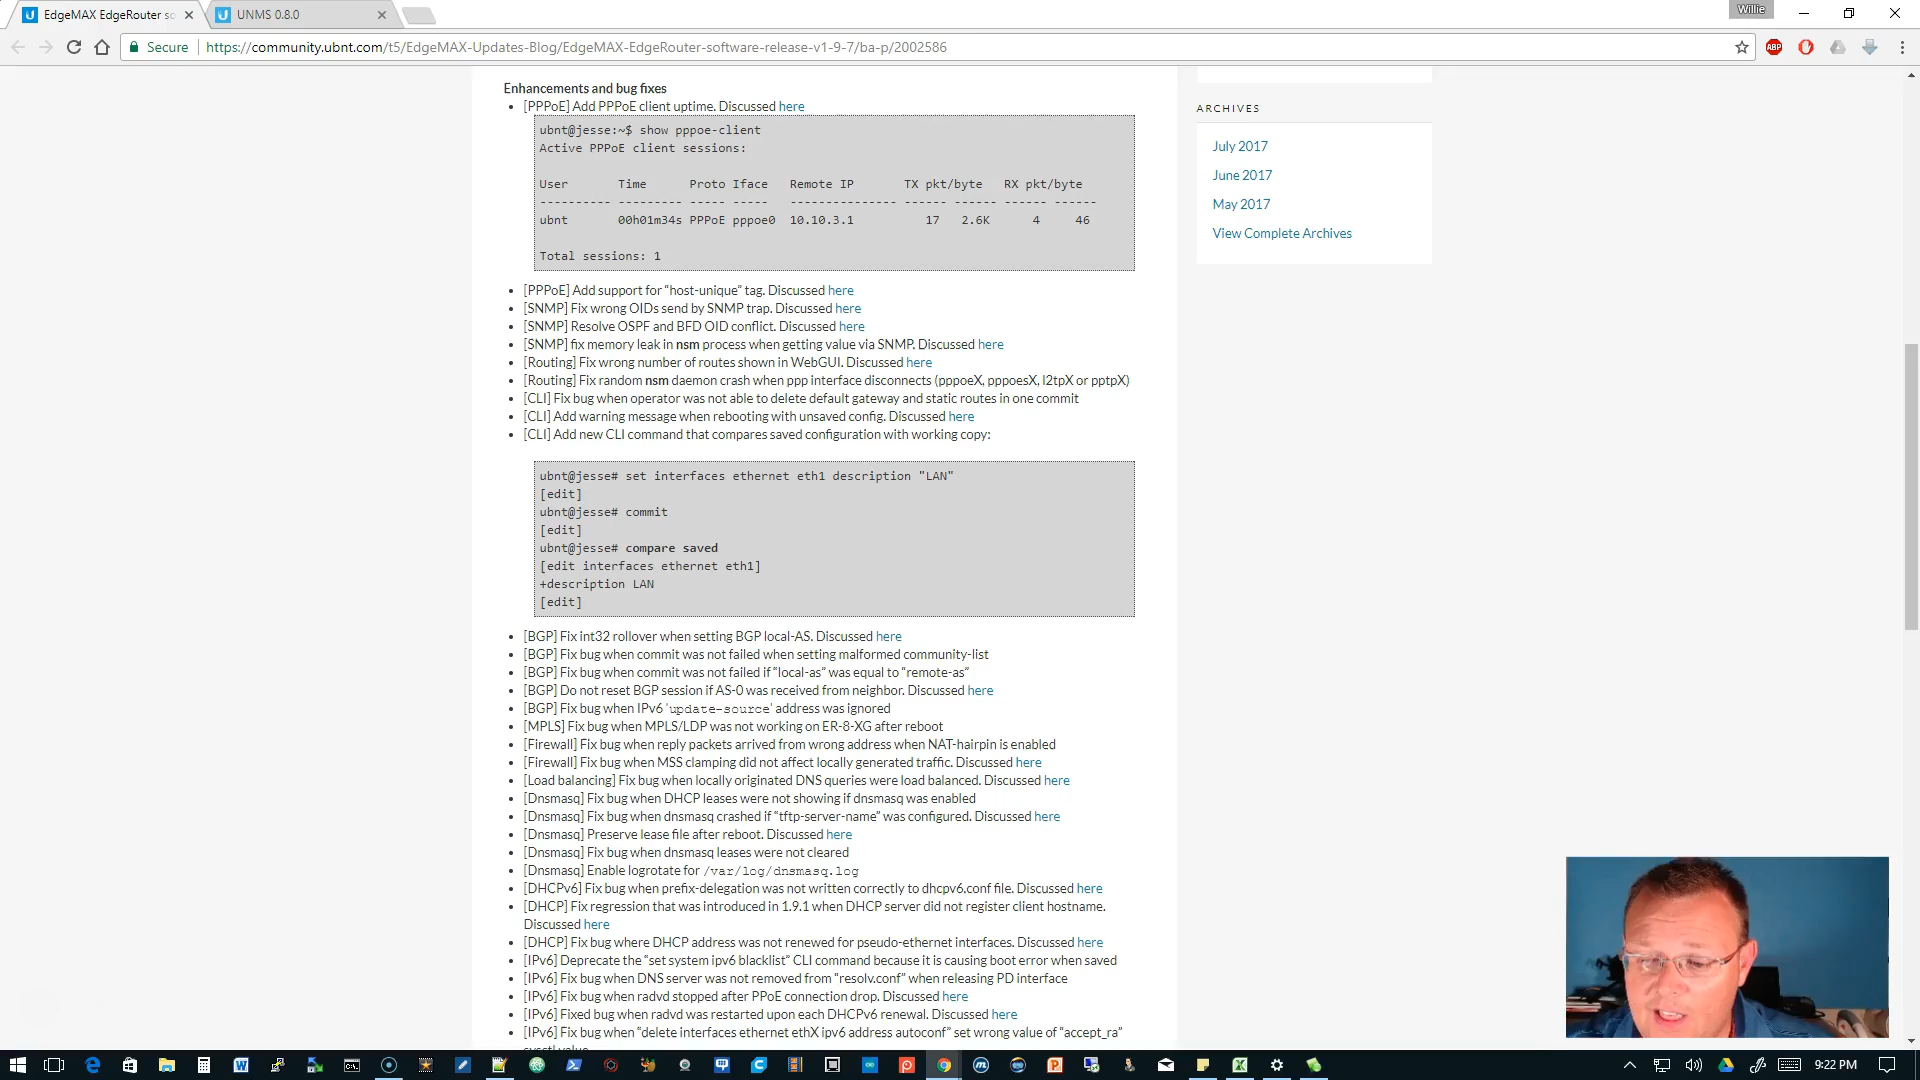 EdgeMAX EdgeRouter so
UNMS 0.8.0
Willie
Secure
https://community.ubnt.com/t5/EdgeMAX-Updates-Blog/EdgeMAX-EdgeRouter-software-release-v1-9-7/ba-p/2002586
ABP
Enhancements and bug fixes
• [PPPoE] Add PPPoE client uptime. Discussed here
ubnt@jesse:~$ show pppoe-client
Active PPPoE client sessions:
User Time Proto Iface Remote IP TX pkt/byte RX pkt/byte
---------- --------- ----- ----- --------------- ------ ------ ------ ------
ubnt 00h01m34s PPPoE pppoe0 10.10.3.1 17 2.6K 4 46
Total sessions: 1
• [PPPoE] Add support for “host-unique” tag. Discussed here
• [SNMP] Fix wrong OIDs send by SNMP trap. Discussed here
• [SNMP] Resolve OSPF and BFD OID conflict. Discussed here
• [SNMP] fix memory leak in nsm process when getting value via SNMP. Discussed here
• [Routing] Fix wrong number of routes shown in WebGUI. Discussed here
• [Routing] Fix random nsm daemon crash when ppp interface disconnects (pppoeX, pppoesX, l2tpX or pptpX)
• [CLI] Fix bug when operator was not able to delete default gateway and static routes in one commit
• [CLI] Add warning message when rebooting with unsaved config. Discussed here
• [CLI] Add new CLI command that compares saved configuration with working copy:
ubnt@jesse# set interfaces ethernet eth1 description "LAN"
[edit]
ubnt@jesse# commit
[edit]
ubnt@jesse# compare saved
[edit interfaces ethernet eth1]
+description LAN
[edit]
• [BGP] Fix int32 rollover when setting BGP local-AS. Discussed here
• [BGP] Fix bug when commit was not failed when setting malformed community-list
• [BGP] Fix bug when commit was not failed if “local-as” was equal to “remote-as”
• [BGP] Do not reset BGP session if AS-0 was received from neighbor. Discussed here
• [BGP] Fix bug when IPv6 'update-source' address was ignored
• [MPLS] Fix bug when MPLS/LDP was not working on ER-8-XG after reboot
• [Firewall] Fix bug when reply packets arrived from wrong address when NAT-hairpin is enabled
• [Firewall] Fix bug when MSS clamping did not affect locally generated traffic. Discussed here
• [Load balancing] Fix bug when locally originated DNS queries were load balanced. Discussed here
• [Dnsmasq] Fix bug when DHCP leases were not showing if dnsmasq was enabled
• [Dnsmasq] Fix bug when dnsmasq crashed if “tftp-server-name” was configured. Discussed here
• [Dnsmasq] Preserve lease file after reboot. Discussed here
• [Dnsmasq] Fix bug when dnsmasq leases were not cleared
• [Dnsmasq] Enable logrotate for /var/log/dnsmasq.log
• [DHCPv6] Fix bug when prefix-delegation was not written correctly to dhcpv6.conf file. Discussed here
• [DHCP] Fix regression that was introduced in 1.9.1 when DHCP server did not register client hostname.
Discussed here
• [DHCP] Fix bug where DHCP address was not renewed for pseudo-ethernet interfaces. Discussed here
• [IPv6] Deprecate the “set system ipv6 blacklist” CLI command because it is causing boot error when saved
• [IPv6] Fix bug when DNS server was not removed from “resolv.conf” when releasing PD interface
• [IPv6] Fix bug when radvd stopped after PPoE connection drop. Discussed here
• [IPv6] Fixed bug when radvd was restarted upon each DHCPv6 renewal. Discussed here
• [IPv6] Fix bug when “delete interfaces ethernet ethX ipv6 address autoconf” set wrong value of “accept_ra”
ARCHIVES
July 2017
June 2017
May 2017
View Complete Archives
9:22 PM